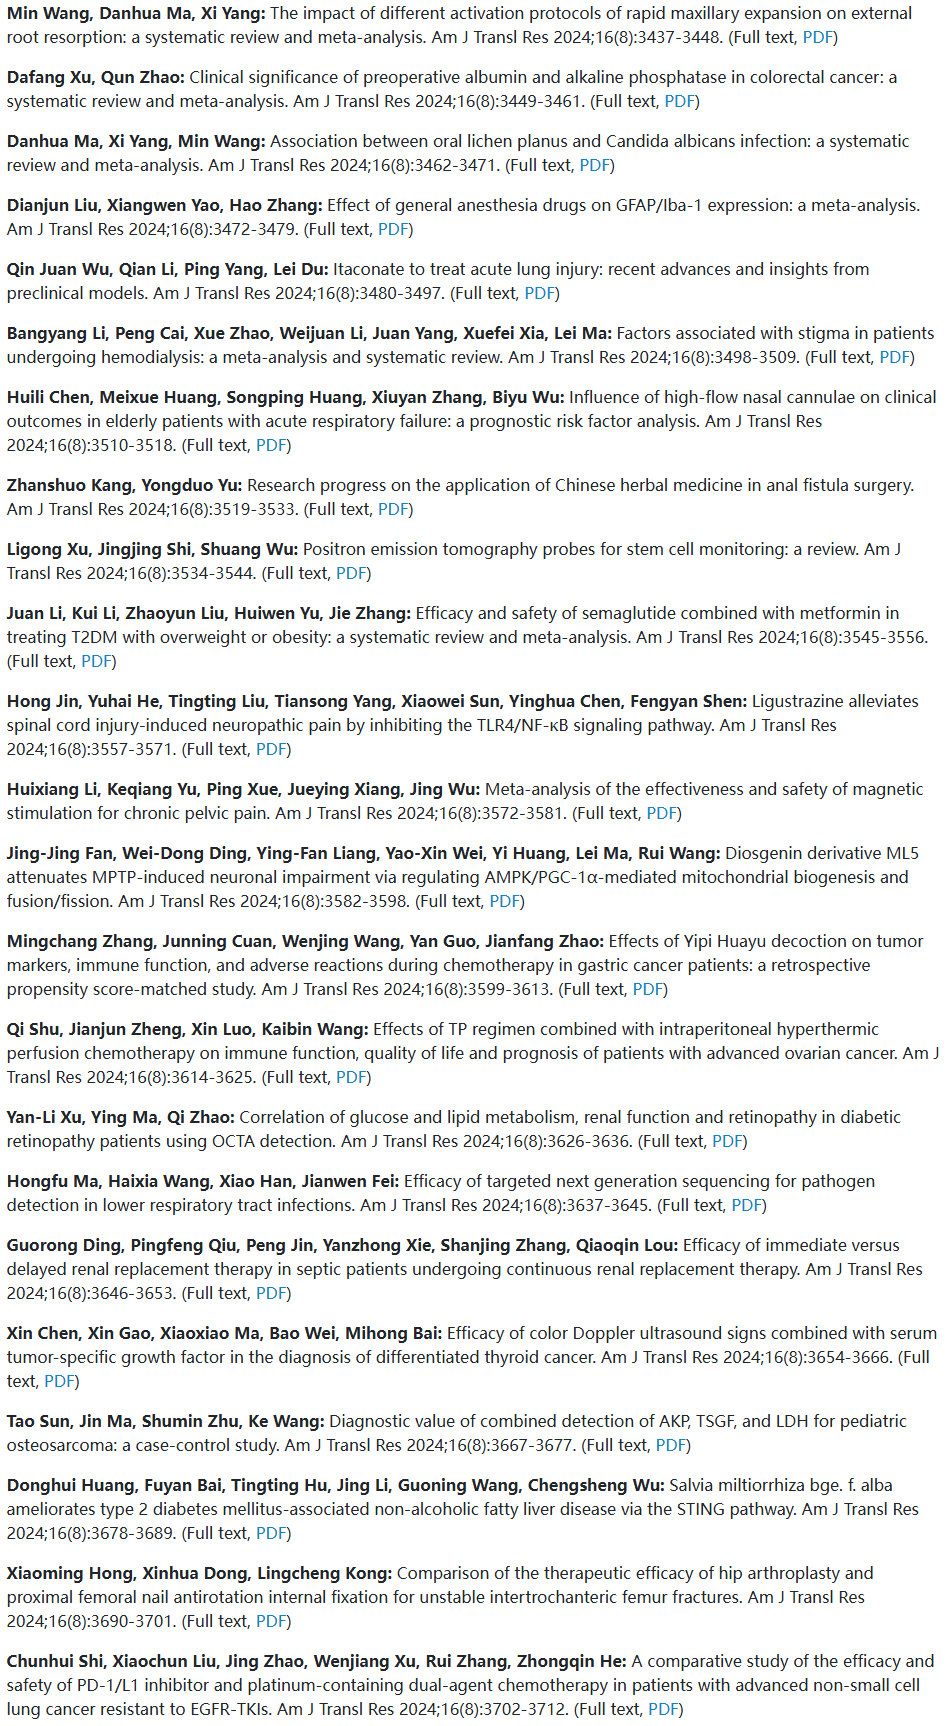 Min Wang, Danhua Ma, Xi Yang: The impact of different activation protocols of rapid maxillary expansion on external
root resorption: a systematic review and meta-analysis. Am J Transl Res 2024;16(8):3437-3448. (Full text, PDF)
Dafang Xu, Qun Zhao: Clinical significance of preoperative albumin and alkaline phosphatase in colorectal cancer: a
systematic review and meta-analysis. Am J Transl Res 2024;16(8):3449-3461. (Full text, PDF)
Danhua Ma, Xi Yang, Min Wang: Association between oral lichen planus and Candida albicans infection: a systematic
review and meta-analysis. Am J Transl Res 2024;16(8):3462-3471. (Full text, PDF)
Dianjun Liu, Xiangwen Yao, Hao Zhang: Effect of general anesthesia drugs on GFAP/Iba-1 expression: a meta-analysis.
Am J Transl Res 2024;16(8):3472-3479. (Full text, PDF)
Qin Juan Wu, Qian Li, Ping Yang, Lei Du: Itaconate to treat acute lung injury: recent advances and insights from
preclinical models. Am J Transl Res 2024;16(8):3480-3497. (Full text, PDF)
Bangyang Li, Peng Cai, Xue Zhao, Weijuan Li, Juan Yang, Xuefei Xia, Lei Ma: Factors associated with stigma in patients
undergoing hemodialysis: a meta-analysis and systematic review. Am J Transl Res 2024;16(8):3498-3509. (Full text, PDF)
Huili Chen, Meixue Huang, Songping Huang, Xiuyan Zhang, Biyu Wu: Influence of high-flow nasal cannulae on clinical
outcomes in elderly patients with acute respiratory failure: a prognostic risk factor analysis. Am J Transl Res
2024;16(8):3510-3518. (Full text, PDF)
Zhanshuo Kang, Yongduo Yu: Research progress on the application of Chinese herbal medicine in anal fistula surgery.
Am J Transl Res 2024;16(8):3519-3533. (Full text, PDF)
Ligong Xu, Jingjing Shi, Shuang Wu: Positron emission tomography probes for stem cell monitoring: a review. Am J
Transl Res 2024;16(8):3534-3544. (Full text, PDF)
Juan Li, Kui Li, Zhaoyun Liu, Huiwen Yu, Jie Zhang: Efficacy and safety of semaglutide combined with metformin in
treating T2DM with overweight or obesity: a systematic review and meta-analysis. Am J Transl Res 2024;16(8):3545-3556.
(Full text, PDF)
Hong Jin, Yuhai He, Tingting Liu, Tiansong Yang, Xiaowei Sun, Yinghua Chen, Fengyan Shen: Ligustrazine alleviates
spinal cord injury-induced neuropathic pain by inhibiting the TLR4/NF-κB signaling pathway. Am J Transl Res
2024;16(8):3557-3571. (Full text, PDF)
Huixiang Li, Keqiang Yu, Ping Xue, Jueying Xiang, Jing Wu: Meta-analysis of the effectiveness and safety of magnetic
stimulation for chronic pelvic pain. Am J Transl Res 2024;16(8):3572-3581. (Full text, PDF)
Jing-Jing Fan, Wei-Dong Ding, Ying-Fan Liang, Yao-Xin Wei, Yi Huang, Lei Ma, Rui Wang: Diosgenin derivative ML5
attenuates MPTP-induced neuronal impairment via regulating AMPK/PGC-1α-mediated mitochondrial biogenesis and
fusion/fission. Am J Transl Res 2024;16(8):3582-3598. (Full text, PDF)
Mingchang Zhang, Junning Cuan, Wenjing Wang, Yan Guo, Jianfang Zhao: Effects of Yipi Huayu decoction on tumor
markers, immune function, and adverse reactions during chemotherapy in gastric cancer patients: a retrospective
propensity score-matched study. Am J Transl Res 2024;16(8):3599-3613. (Full text, PDF)
Qi Shu, Jianjun Zheng, Xin Luo, Kaibin Wang: Effects of TP regimen combined with intraperitoneal hyperthermic
perfusion chemotherapy on immune function, quality of life and prognosis of patients with advanced ovarian cancer. Am J
Transl Res 2024;16(8):3614-3625. (Full text, PDF)
Yan-Li Xu, Ying Ma, Qi Zhao: Correlation of glucose and lipid metabolism, renal function and retinopathy in diabetic
retinopathy patients using OCTA detection. Am J Transl Res 2024;16(8):3626-3636. (Full text, PDF)
Hongfu Ma, Haixia Wang, Xiao Han, Jianwen Fei: Efficacy of targeted next generation sequencing for pathogen
detection in lower respiratory tract infections. Am J Transl Res 2024;16(8):3637-3645. (Full text, PDF)
Guorong Ding, Pingfeng Qiu, Peng Jin, Yanzhong Xie, Shanjing Zhang, Qiaoqin Lou: Efficacy of immediate versus
delayed renal replacement therapy in septic patients undergoing continuous renal replacement therapy. Am J Transl Res
2024;16(8):3646-3653. (Full text, PDF)
Xin Chen, Xin Gao, Xiaoxiao Ma, Bao Wei, Mihong Bai: Efficacy of color Doppler ultrasound signs combined with serum
tumor-specific growth factor in the diagnosis of differentiated thyroid cancer. Am J Transl Res 2024;16(8):3654-3666. (Full
text, PDF)
Tao Sun, Jin Ma, Shumin Zhu, Ke Wang: Diagnostic value of combined detection of AKP, TSGF, and LDH for pediatric
osteosarcoma: a case-control study. Am J Transl Res 2024;16(8):3667-3677. (Full text, PDF)
Donghui Huang, Fuyan Bai, Tingting Hu, Jing Li, Guoning Wang, Chengsheng Wu: Salvia miltiorrhiza bge. f. alba
ameliorates type 2 diabetes mellitus-associated non-alcoholic fatty liver disease via the STING pathway. Am J Transl Res
2024;16(8):3678-3689. (Full text, PDF)
Xiaoming Hong, Xinhua Dong, Lingcheng Kong: Comparison of the therapeutic efficacy of hip arthroplasty and
proximal femoral nail antirotation internal fixation for unstable intertrochanteric femur fractures. Am J Transl Res
2024;16(8):3690-3701. (Full text, PDF)
Chunhui Shi, Xiaochun Liu, Jing Zhao, Wenjiang Xu, Rui Zhang, Zhongqin He: A comparative study of the efficacy and
safety of PD-1/L1 inhibitor and platinum-containing dual-agent chemotherapy in patients with advanced non-small cell
lung cancer resistant to EGFR-TKIs. Am J Transl Res 2024;16(8):3702-3712. (Full text, PDF)